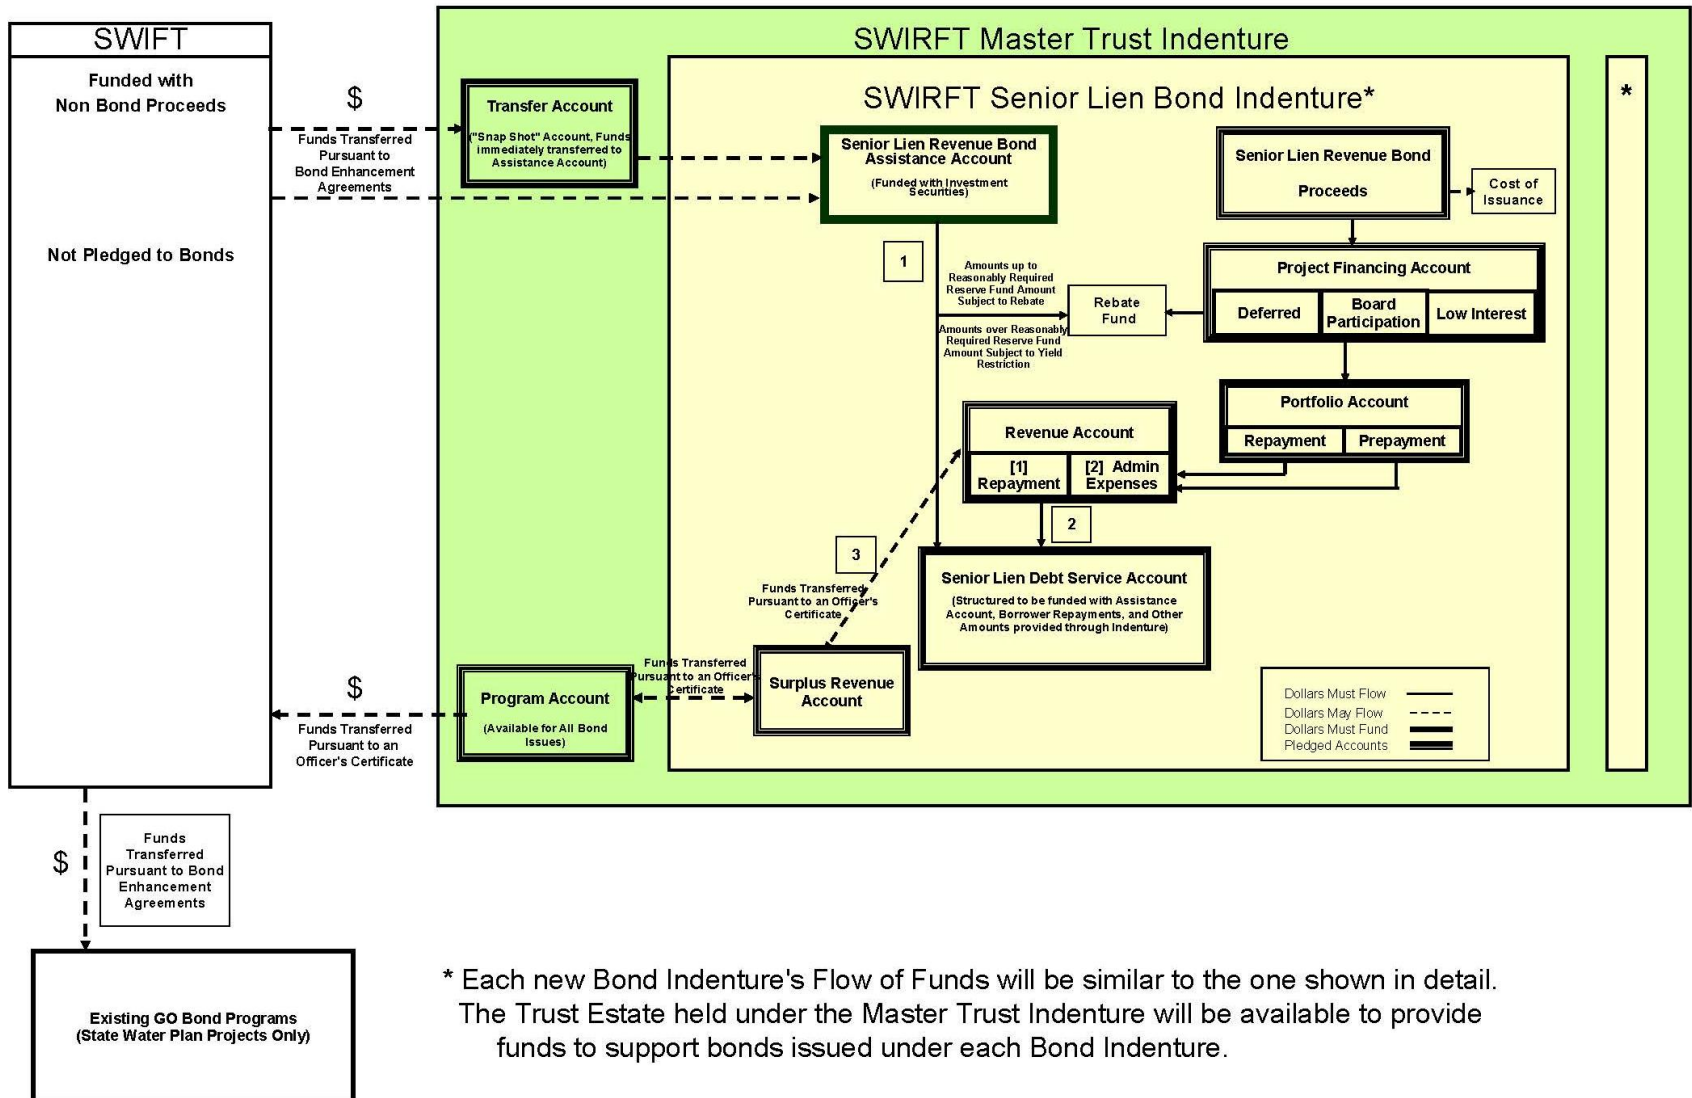 SWIFT
Funded with
Non Bond Proceeds
Not Pledged to Bonds
$
Funds Transferred
Pursuant to
Bond Enhancement
Agreements
SWIRFT Master Trust Indenture
Transfer Account
("Snap Shot" Account, Funds
immediately transferred to
Assistance Account)
SWIRFT Senior Lien Bond Indenture*
*
Senior Lien Revenue Bond
Assistance Account
(Funded with Investment
Securities)
Senior Lien Revenue Bond
Proceeds
Cost of
Issuance
1
Amounts up to
Reasonably Required
Reserve Fund Amount
Subject to Rebate
Amounts over Reasonably
Required Reserve Fund
Amount Subject to Yield
Restriction
Rebate
Fund
Project Financing Account
Deferred
Board
Participation
Low Interest
Portfolio Account
Repayment
Prepayment
Revenue Account
[1]
Repayment
[2] Admin
Expenses
2
3
Funds Transferred
Pursuant to an Officer's
Certificate
Senior Lien Debt Service Account
(Structured to be funded with Assistance
Account, Borrower Repayments, and Other
Amounts provided through Indenture)
Funds Transferred
Pursuant to an Officer's
Certificate
Surplus Revenue
Account
Program Account
(Available for All Bond
Issues)
$
Funds Transferred
Pursuant to an
Officer's Certificate
Dollars Must Flow
Dollars May Flow
Dollars Must Fund
Pledged Accounts
$
Funds
Transferred
Pursuant to Bond
Enhancement
Agreements
Existing GO Bond Programs
(State Water Plan Projects Only)
* Each new Bond Indenture's Flow of Funds will be similar to the one shown in detail.
The Trust Estate held under the Master Trust Indenture will be available to provide
funds to support bonds issued under each Bond Indenture.